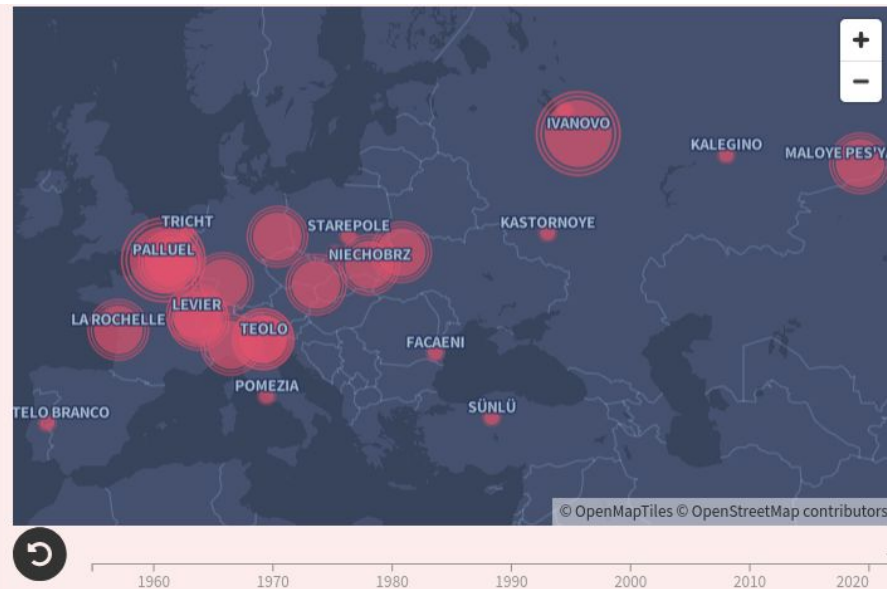 +
−
IVANOVO
KALEGINO
MALOYE PES'Y
TRICHT
STAREPOLE
KASTORNOYE
PALLUEL
NIECHOBRZ
LEVIER
LA ROCHELLE
TEOLO
FACAENI
POMEZIA
TELO BRANCO
SÜNLÜ
© OpenMapTiles © OpenStreetMap contributors
1960
1970
1980
1990
2000
2010
2020